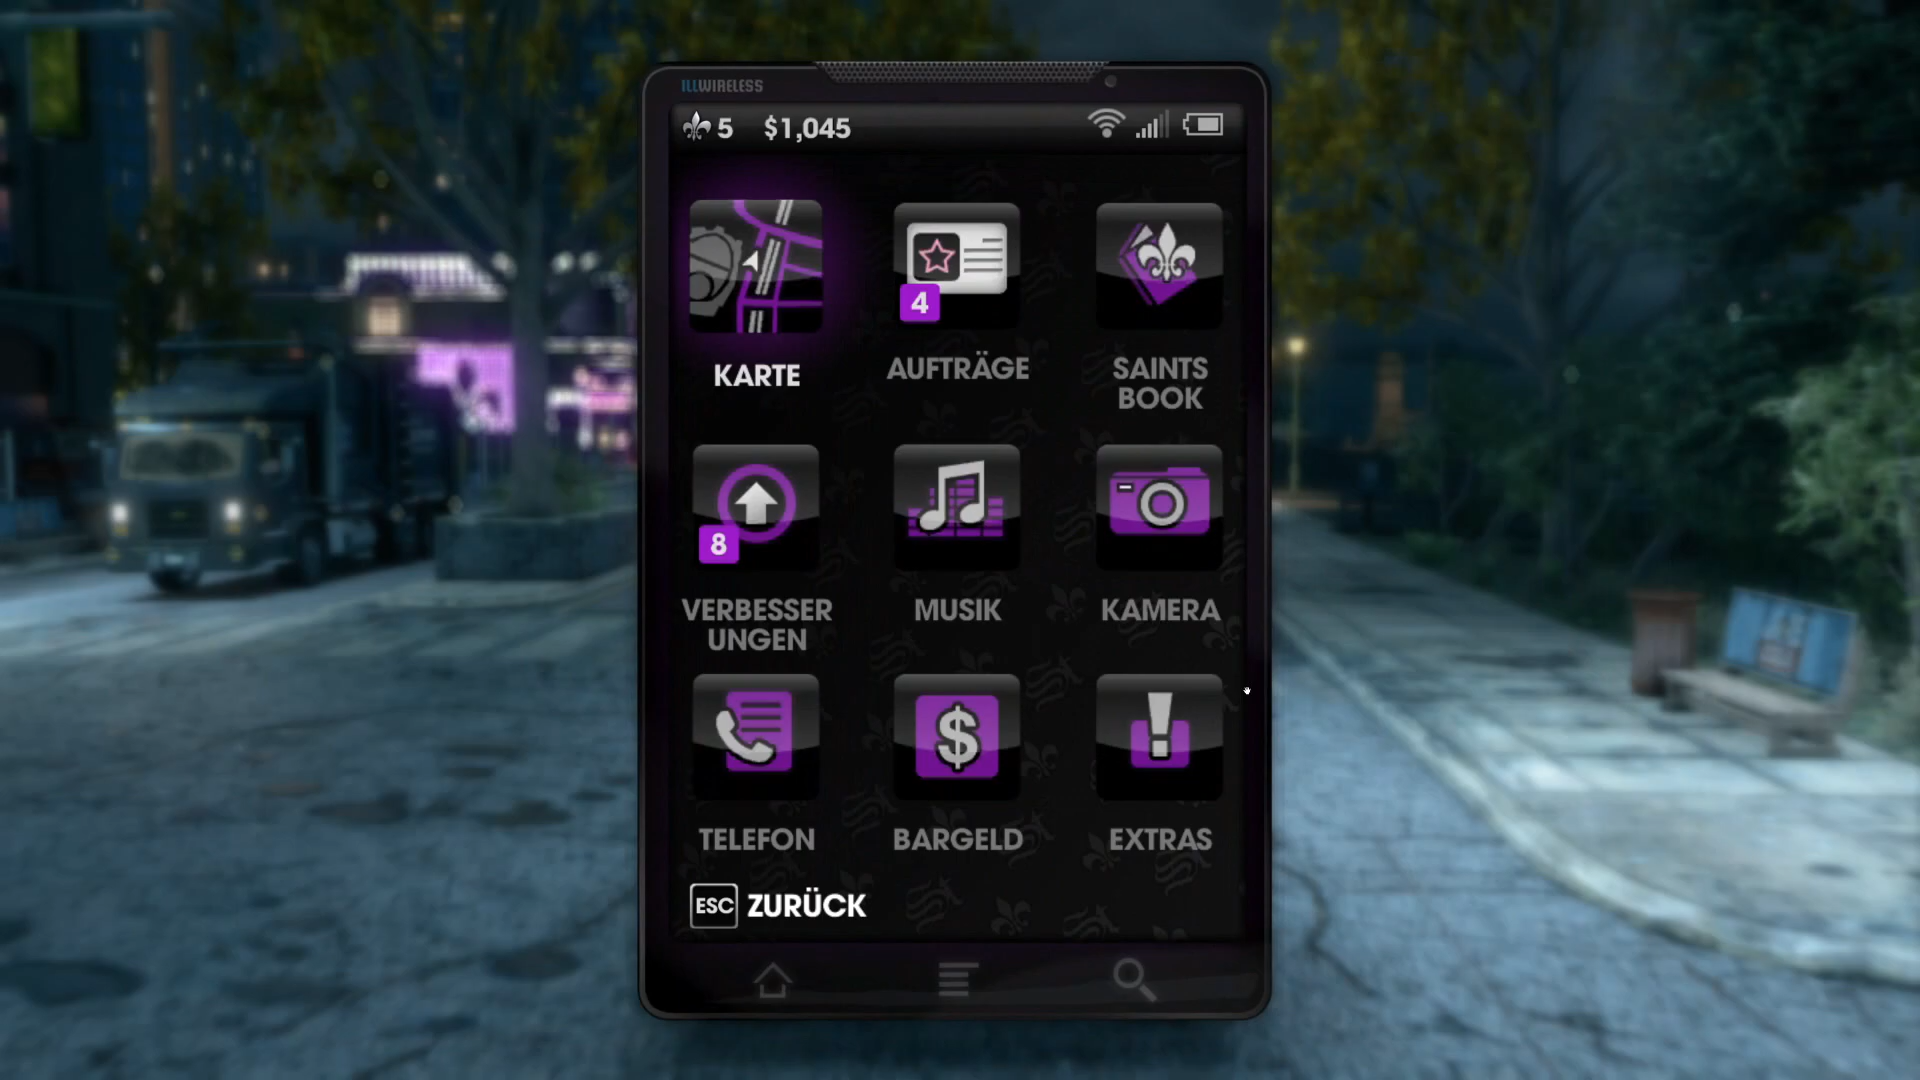 ILLWIRELESS
5 $1,045
KARTE
4
AUFTRÄGE
SAINTS
BOOK
8
VERBESSER
UNGEN
MUSIK
KAMERA
TELEFON
$
BARGELD
!
EXTRAS
ESC ZURÜCK